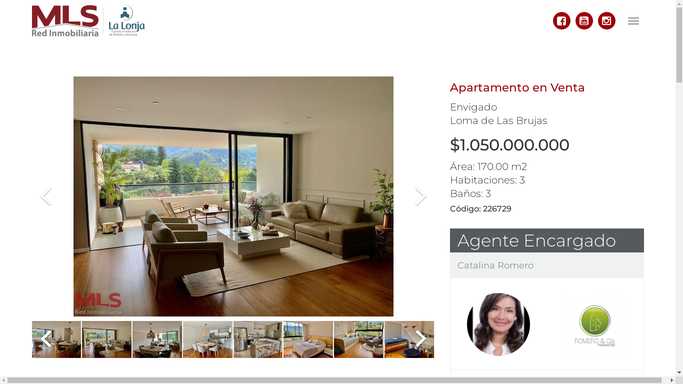 MLS
Red Inmobiliaria
La Lonja
Apartamento en Venta
Envigado
Loma de Las Brujas
$1.050.000.000
Área: 170.00 m2
Habitaciones: 3
Baños: 3
Código: 226729
MLS
Red Inmobiliaria
Agente Encargado
Catalina Romero
ROMERO & CIA